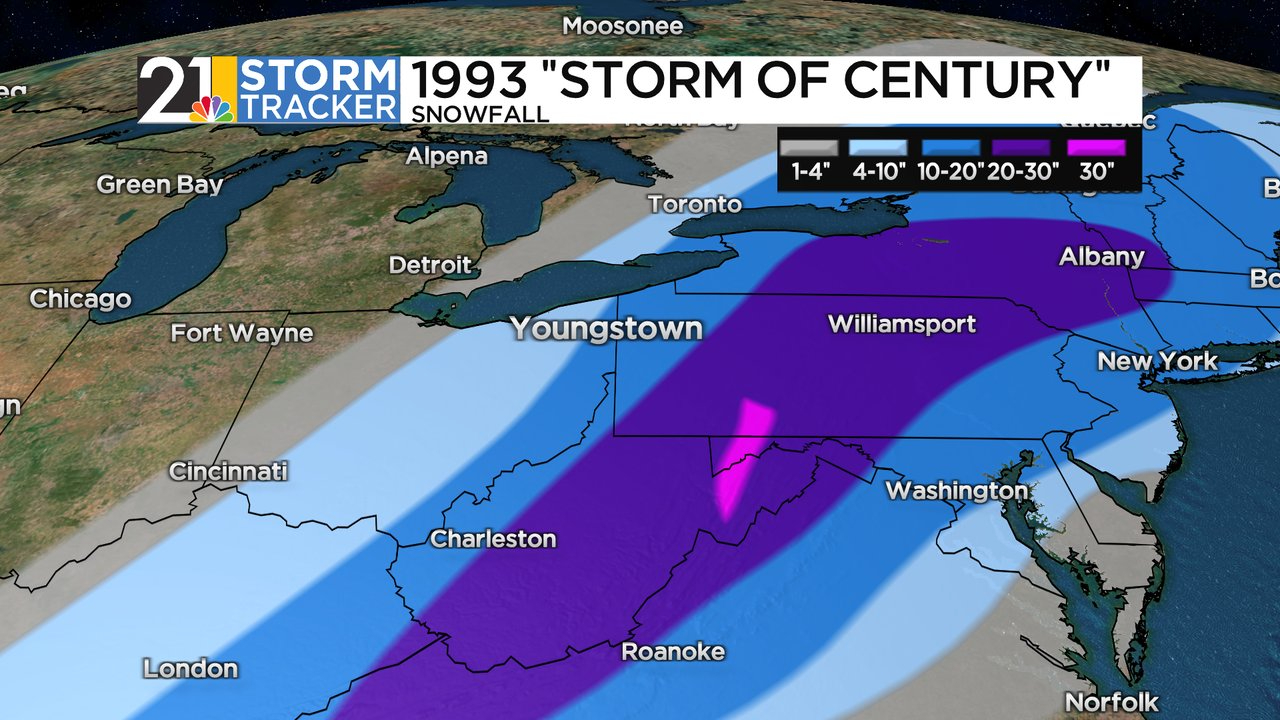 Moosonee
21 STORM TRACKER
1993 "STORM OF CENTURY"
SNOWFALL
1-4" 4-10" 10-20" 20-30" 30"
Alpena
Green Bay
Toronto
Albany
Detroit
Chicago
Fort Wayne
Youngstown
Williamsport
New York
Cincinnati
Washington
Charleston
Roanoke
London
Norfolk